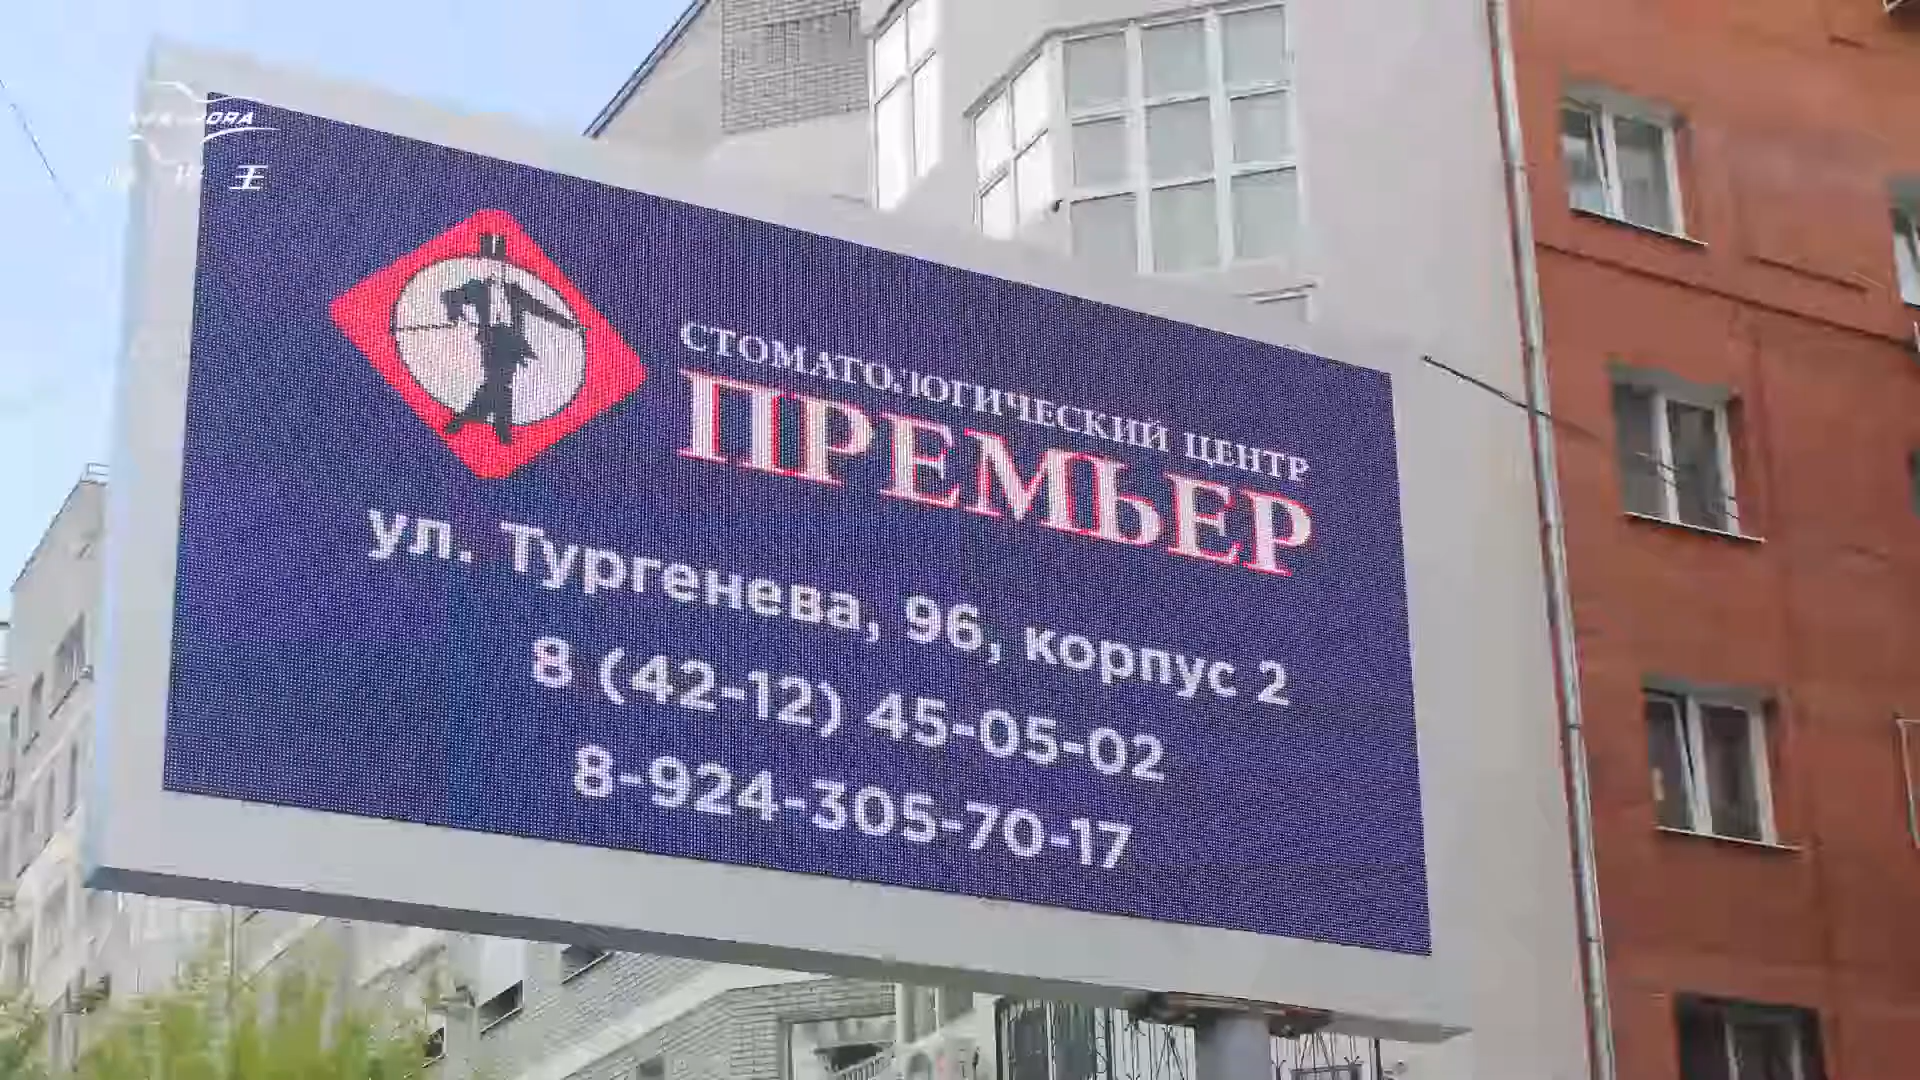 СТОМАТОЛОГИЧЕСКИЙ ЦЕНТР
ПРЕМЬЕР
ул. Тургенева, 96, корпус 2
8 (42-12) 45-05-02
8-924-305-70-17